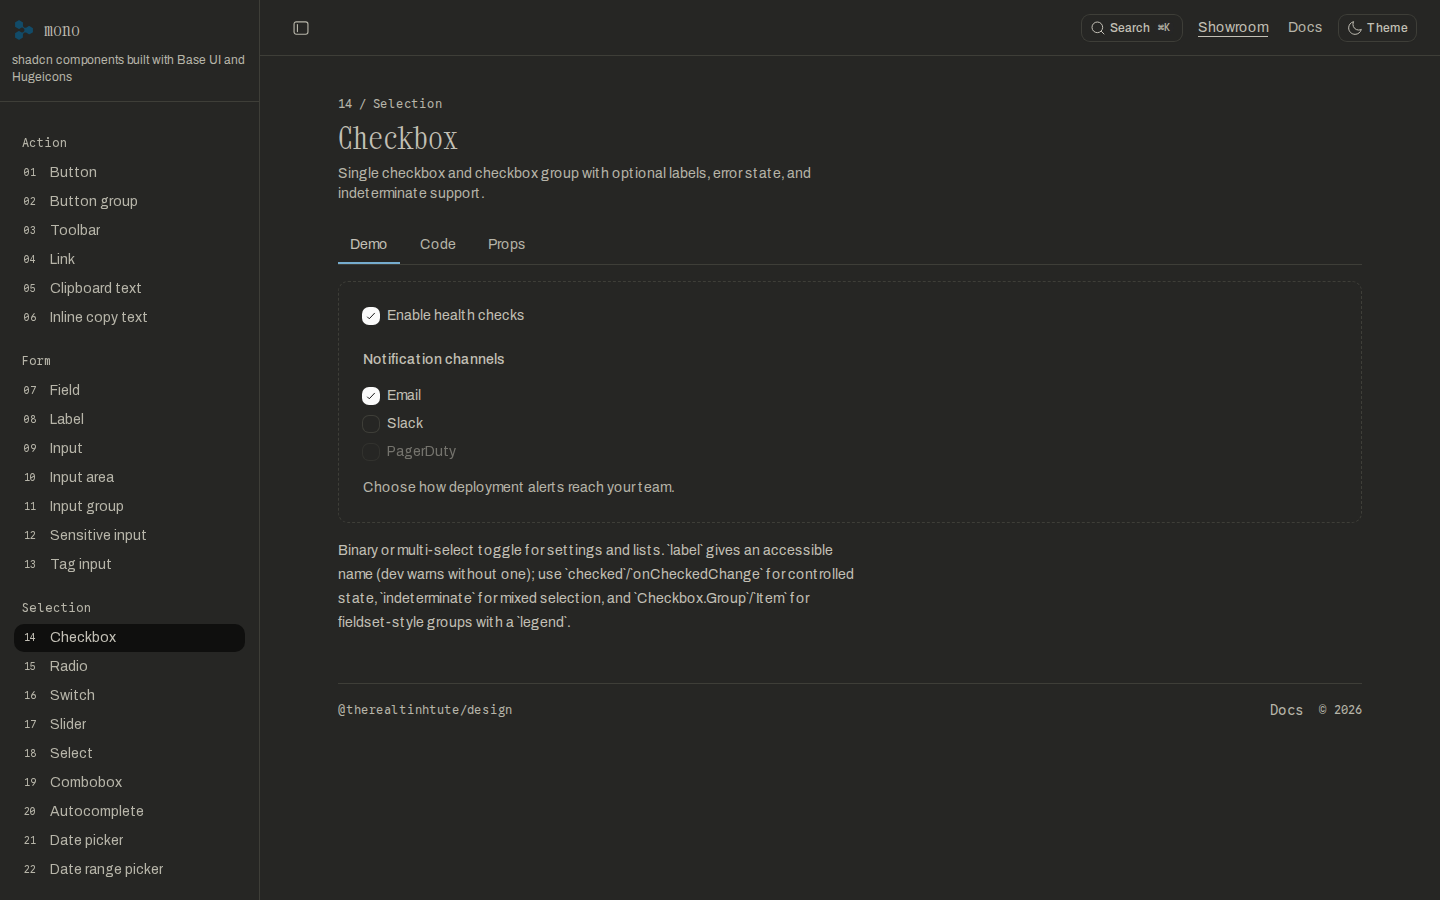 mono
shadcn components built with Base UI and
Hugeicons
Action
01 Button
02 Button group
03 Toolbar
04 Link
05 Clipboard text
06 Inline copy text
Form
07 Field
08 Label
09 Input
10 Input area
11 Input group
12 Sensitive input
13 Tag input
Selection
14 Checkbox
15 Radio
16 Switch
17 Slider
18 Select
19 Combobox
20 Autocomplete
21 Date picker
22 Date range picker
Search ⌘K Showroom Docs Theme
14 / Selection
Checkbox
Single checkbox and checkbox group with optional labels, error state, and
indeterminate support.
Demo Code Props
Enable health checks
Notification channels
Email
Slack
PagerDuty
Choose how deployment alerts reach your team.
Binary or multi-select toggle for settings and lists. `label` gives an accessible
name (dev warns without one); use `checked`/`onCheckedChange` for controlled
state, `indeterminate` for mixed selection, and `Checkbox.Group`/`Item` for
fieldset-style groups with a `legend`.
@therealtinhtute/design Docs © 2026